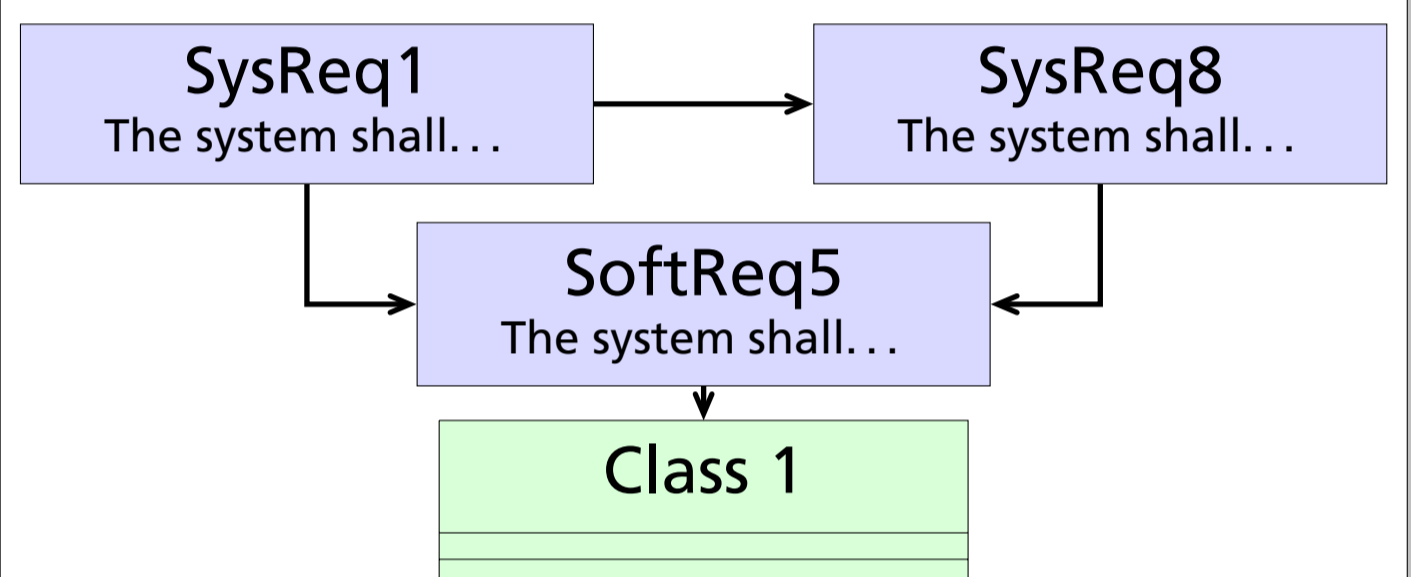 SysReq1
The system shall...
SysReq8
The system shall...
SoftReq5
The system shall...
Class 1